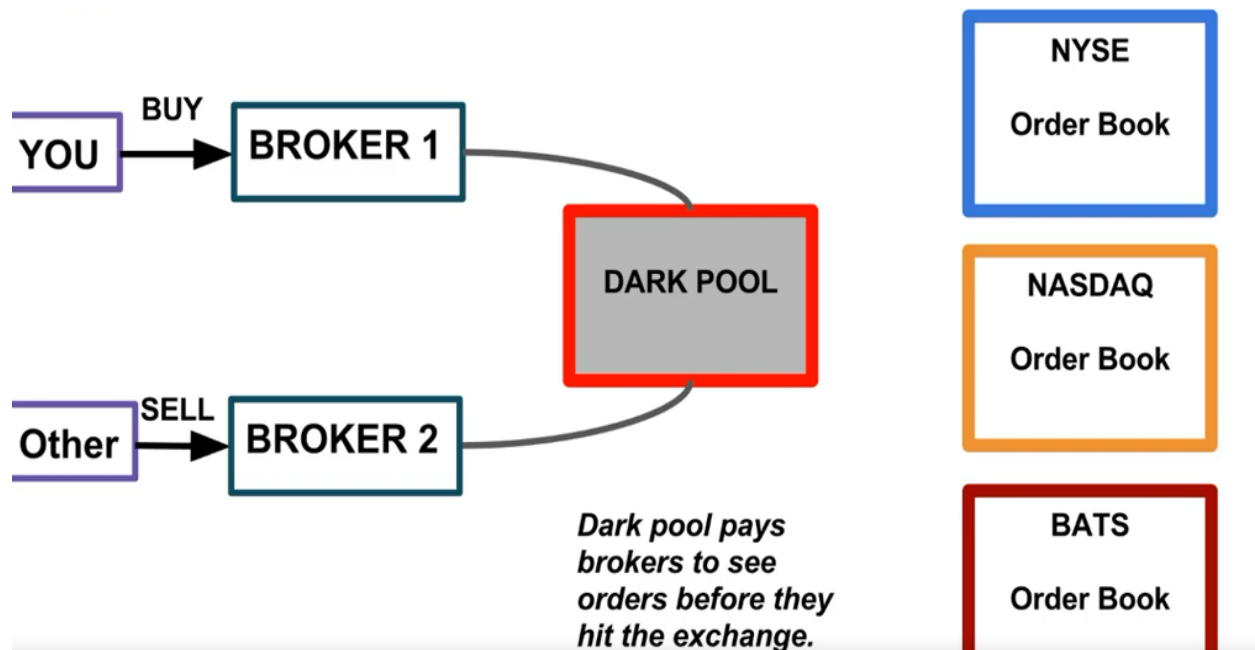 BUY
YOU
BROKER 1
SELL
Other
BROKER 2
DARK POOL
Dark pool pays
brokers to see
orders before they
hit the exchange.
NYSE
Order Book
NASDAQ
Order Book
BATS
Order Book